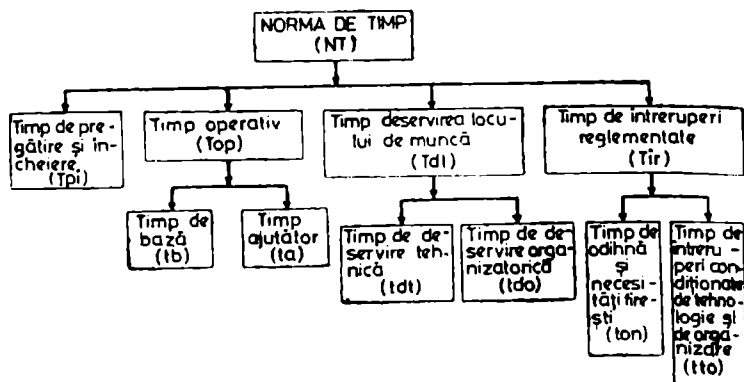 NORMA DE TIMP
(NT)
Timp de pre-
gătire și în-
cheiere
(Tpi)
Timp operativ
(Top)
Timp deservirea locu-
lui de muncă
(Tdl)
Timp de întreruperi
reglementate
(Tîr)
Timp de
bază
(tb)
Timp
ajutător
(ta)
Timp de de-
servire teh-
nică
(tdt)
Timp de de-
servire orga-
nizatorică
(tdo)
Timp de
odihnă
și
necesi-
tăți fire-
ști
(ton)
Timp de
întreru-
peri con-
diționate
de tehno-
logie și
de orga-
nizare
(tto)